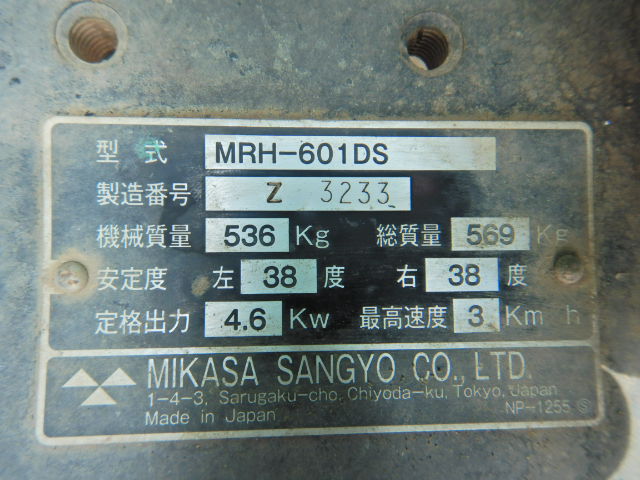 型式 MRH-601DS
製造番号 Z 3233
機械質量 536 Kg 総質量 569 Kg
安定度 左 38 度 右 38 度
定格出力 4.6 Kw 最高速度 3 Km h
MIKASA SANGYO CO., LTD.
1-4-3, Sarugaku-cho, Chiyoda-ku, Tokyo, Japan
Made in Japan NP-1255 Ⓢ